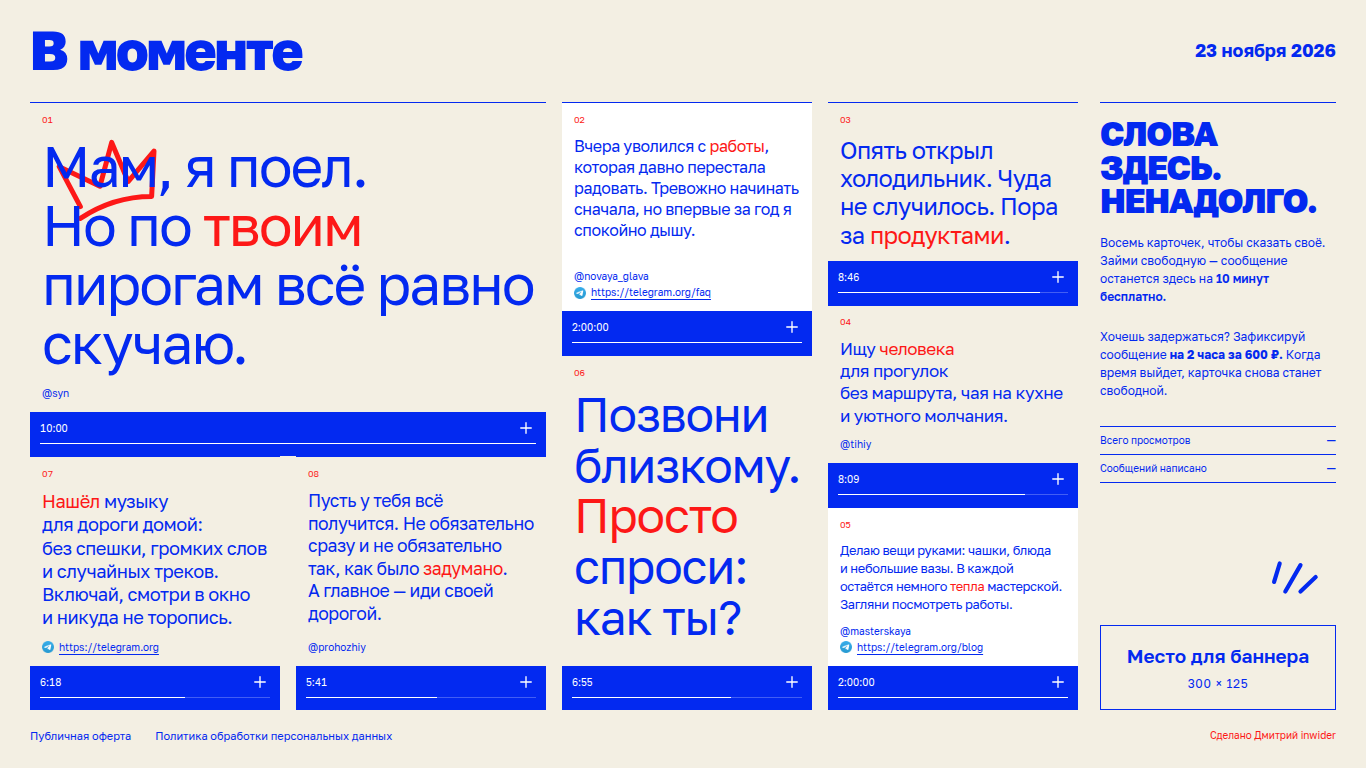 В моменте
23 ноября 2026
01
Мам, я поел.
Но по твоим
пирогам всё равно
скучаю.
@syn
10:00
02
Вчера уволился с работы,
которая давно перестала
радовать. Тревожно начинать
сначала, но впервые за год я
спокойно дышу.
@novaya_glava
https://telegram.org/faq
2:00:00
03
Опять открыл
холодильник. Чуда
не случилось. Пора
за продуктами.
8:46
04
Ищу человека
для прогулок
без маршрута, чая на кухне
и уютного молчания.
@tihiy
8:09
05
Делаю вещи руками: чашки, блюда
и небольшие вазы. В каждой
остаётся немного тепла мастерской.
Загляни посмотреть работы.
@masterskaya
https://telegram.org/blog
2:00:00
06
Позвони
близкому.
Просто
спроси:
как ты?
6:55
07
Нашёл музыку
для дороги домой:
без спешки, громких слов
и случайных треков.
Включай, смотри в окно
и никуда не торопись.
https://telegram.org
6:18
08
Пусть у тебя всё
получится. Не обязательно
сразу и не обязательно
так, как было задумано.
А главное — иди своей
дорогой.
@prohozhiy
5:41
СЛОВА
ЗДЕСЬ.
НЕНАДОЛГО.
Восемь карточек, чтобы сказать своё.
Займи свободную — сообщение
останется здесь на 10 минут
бесплатно.
Хочешь задержаться? Зафиксируй
сообщение на 2 часа за 600 ₽. Когда
время выйдет, карточка снова станет
свободной.
Всего просмотров —
Сообщений написано —
Место для баннера
300 × 125
Публичная оферта
Политика обработки персональных данных
Сделано Дмитрий inwider